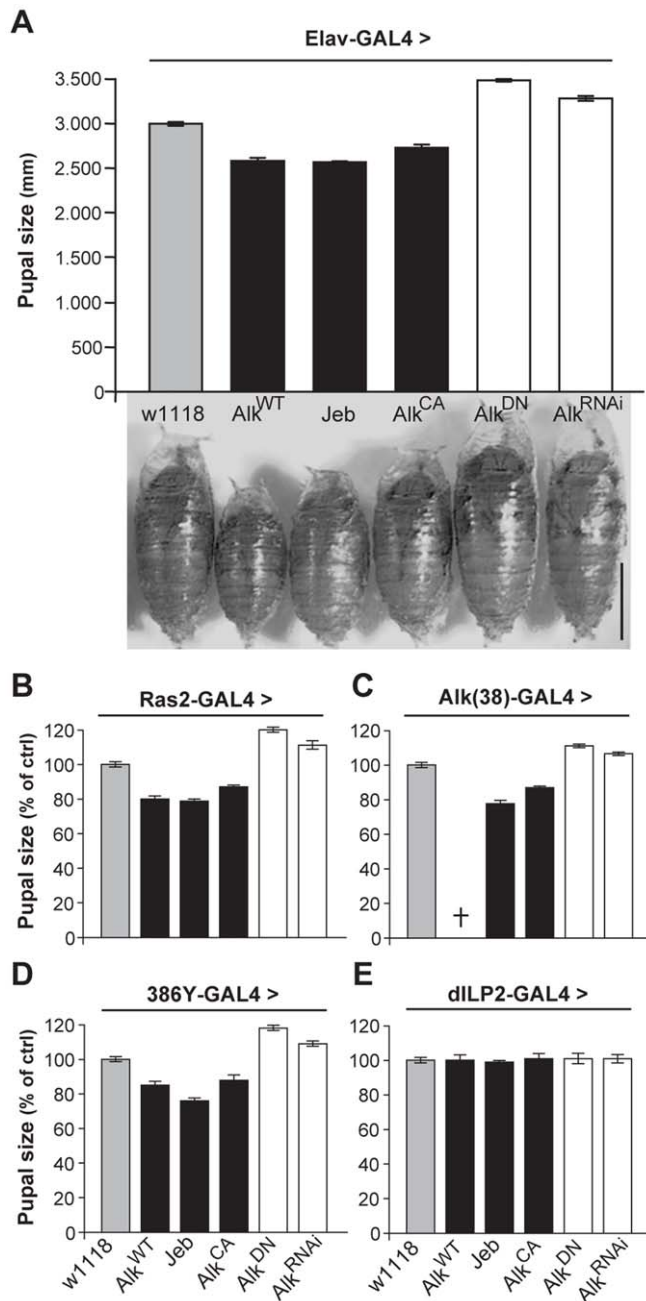 A
Elav-GAL4 >
Pupal size (mm)
3.500
3.000
2.500
2.000
1.500
1.000
.500
0
w1118 Alk^WT Jeb Alk^CA Alk^DN Alk^RNAi
B
Ras2-GAL4 >
Pupal size (% of ctrl)
120
100
80
60
40
20
0
C
Alk(38)-GAL4 >
120
100
80
60
40
20
0
†
D
386Y-GAL4 >
Pupal size (% of ctrl)
120
100
80
60
40
20
0
w1118 Alk^WT Jeb Alk^CA Alk^DN Alk^RNAi
E
dILP2-GAL4 >
120
100
80
60
40
20
0
w1118 Alk^WT Jeb Alk^CA Alk^DN Alk^RNAi